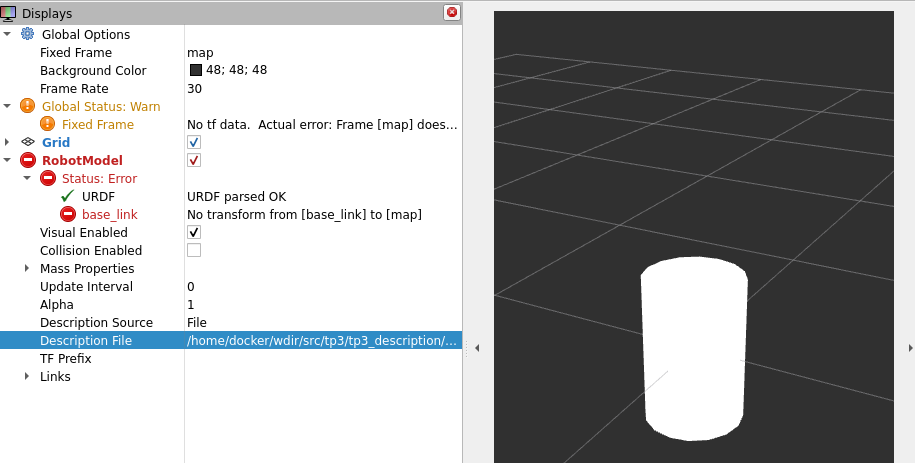 Displays
Global Options
Fixed Frame map
Background Color 48; 48; 48
Frame Rate 30
Global Status: Warn
Fixed Frame No tf data.  Actual error: Frame [map] does...
Grid
RobotModel
Status: Error
URDF URDF parsed OK
base_link No transform from [base_link] to [map]
Visual Enabled
Collision Enabled
Mass Properties
Update Interval 0
Alpha 1
Description Source File
Description File /home/docker/wdir/src/tp3/tp3_description/...
TF Prefix
Links